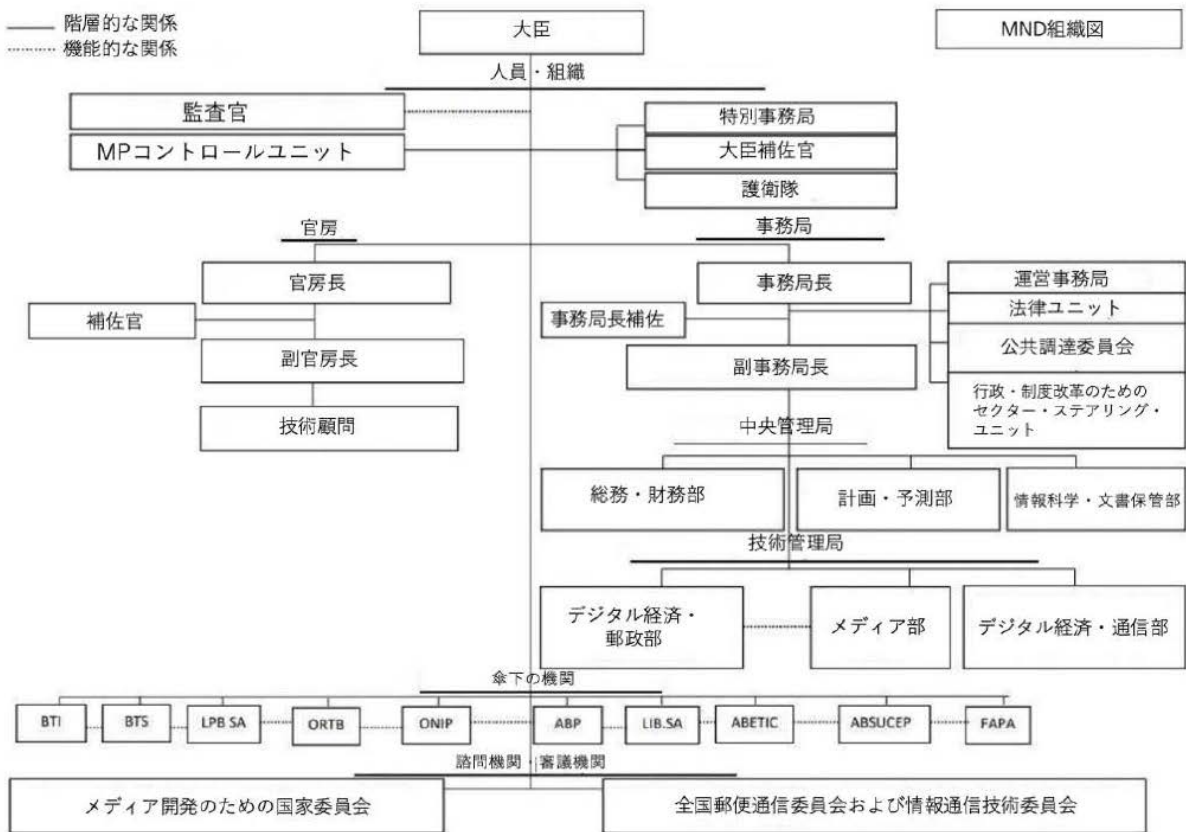 階層的な関係
機能的な関係
大臣
MND組織図
人員・組織
監査官
MPコントロールユニット
特別事務局
大臣補佐官
護衛隊
官房
事務局
官房長
事務局長
運営事務局
法律ユニット
公共調達委員会
行政・制度改革のための
セクター・ステアリング・
ユニット
補佐官
事務局長補佐
副官房長
副事務局長
技術顧問
中央管理局
総務・財務部
計画・予測部
情報科学・文書保管部
技術管理局
デジタル経済・
郵政部
メディア部
デジタル経済・通信部
傘下の機関
BTI
BTS
LPB SA
ORTB
ONIP
ABP
LIB.SA
ABETIC
ABSUCEP
FAPA
諮問機関・審議機関
メディア開発のための国家委員会
全国郵便通信委員会および情報通信技術委員会